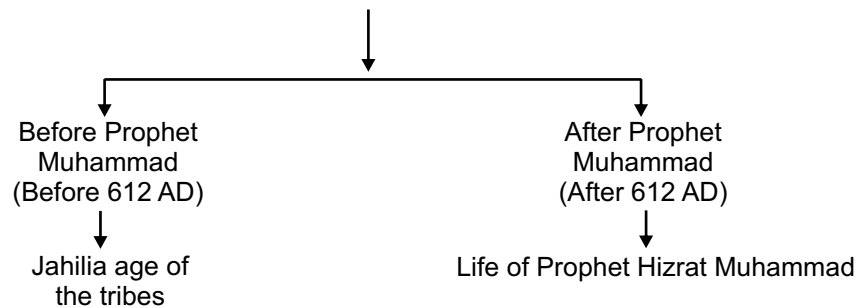 Before Prophet
Muhammad
(Before 612 AD)
After Prophet
Muhammad
(After 612 AD)
Jahilia age of
the tribes
Life of Prophet Hizrat Muhammad